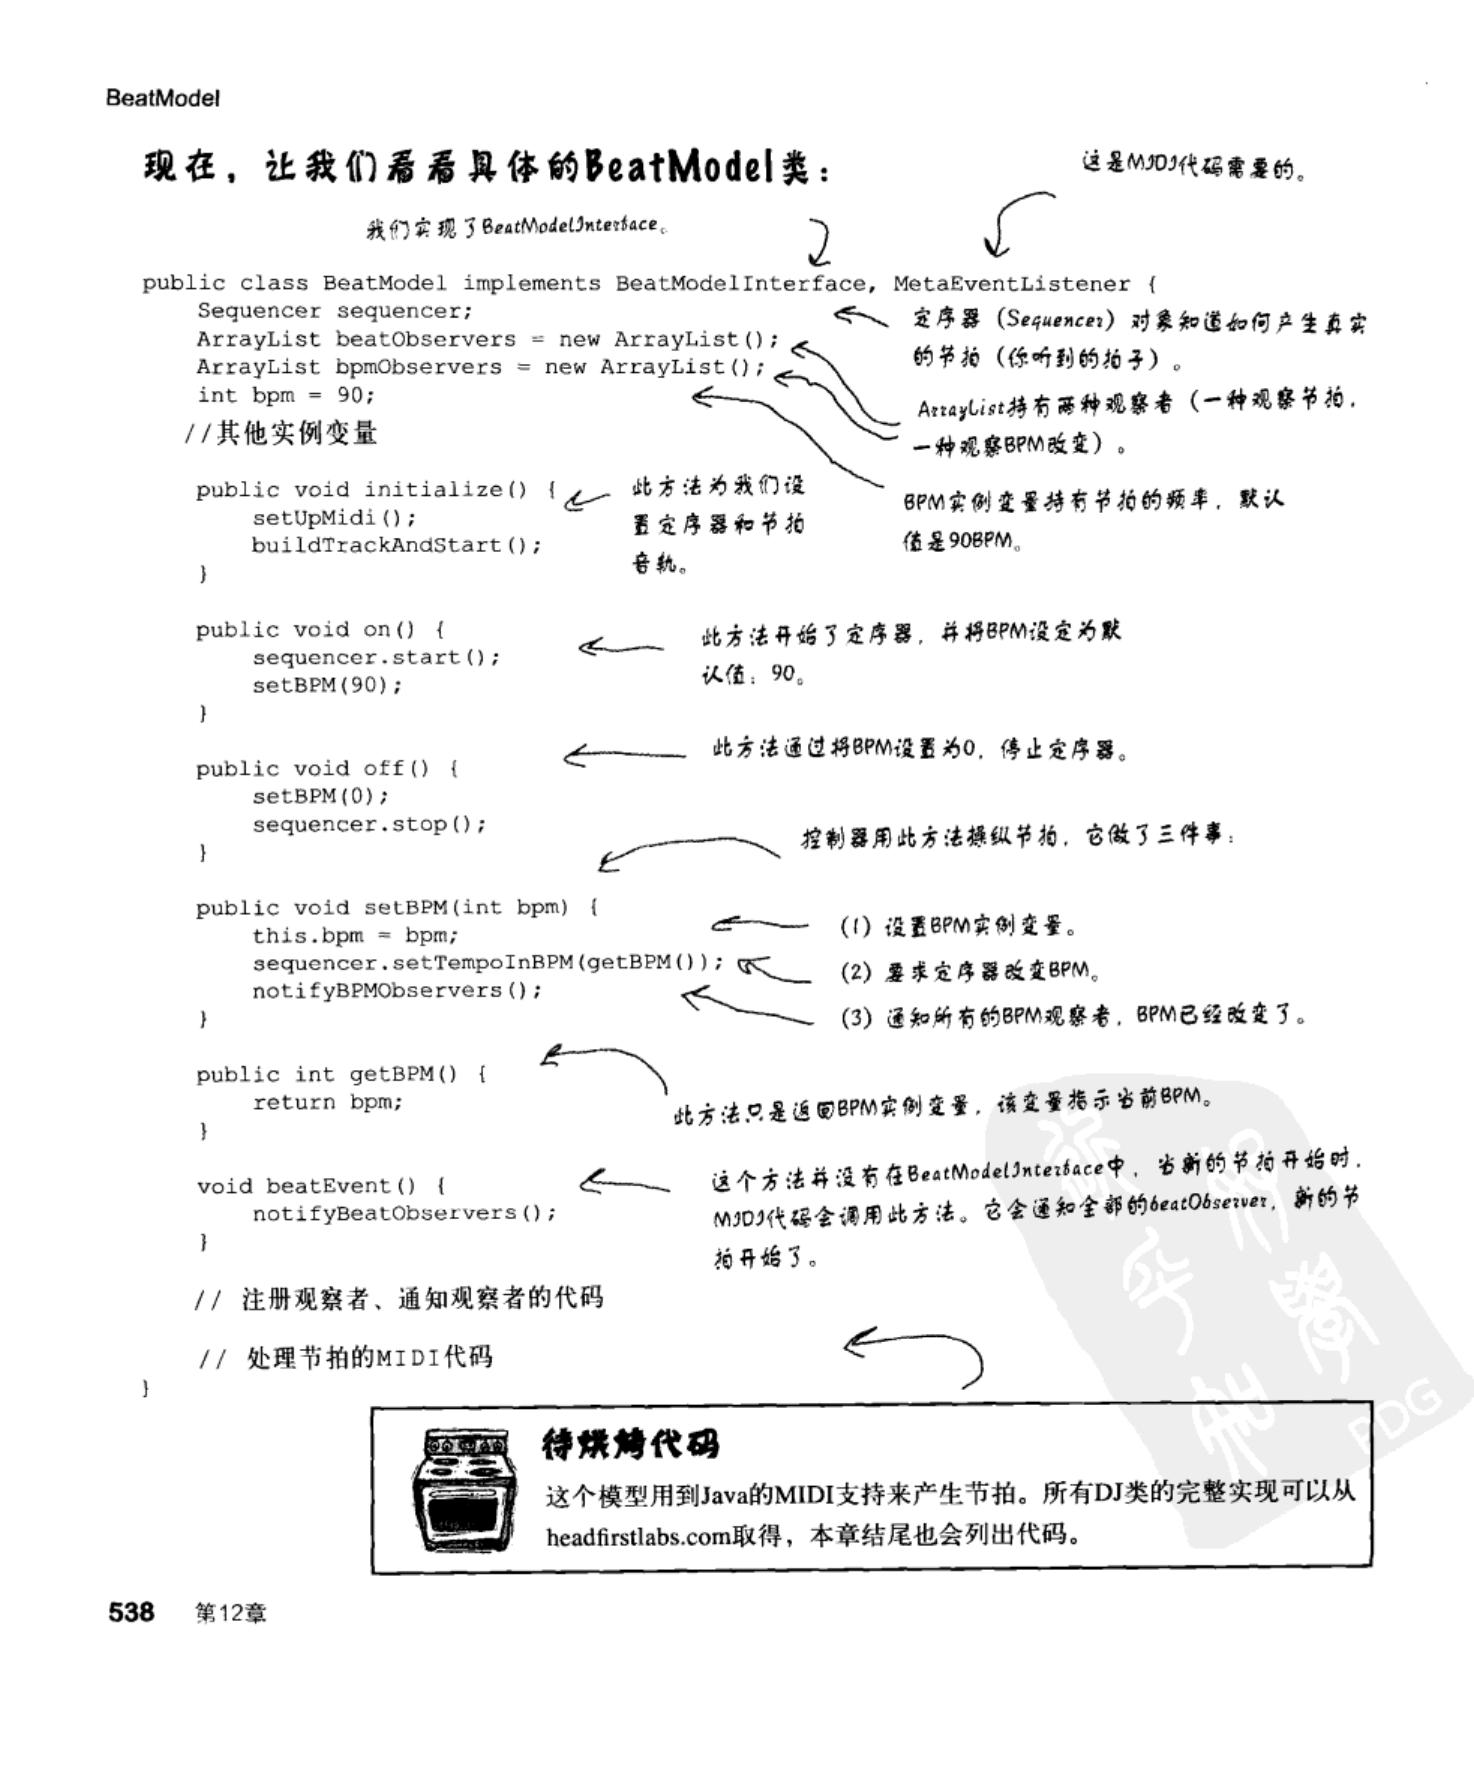 BeatModel
现在，让我们看看具体的BeatModel类：
这是MIDI代码需要的。
我们实现了BeatModelInterface。
public class BeatModel implements BeatModelInterface, MetaEventListener {
Sequencer sequencer;
定序器（Sequencer）对象知道如何产生真实
的节拍（你听到的拍子）。
ArrayList beatObservers = new ArrayList();
ArrayList bpmObservers = new ArrayList();
ArrayList持有两种观察者（一种观察节拍，
一种观察BPM改变）。
int bpm = 90;
//其他实例变量
BPM实例变量持有节拍的频率，默认
值是90BPM。
public void initialize() {
setUpMidi();
buildTrackAndStart();
}
此方法为我们设
置定序器和节拍
音轨。
public void on() {
sequencer.start();
setBPM(90);
}
此方法开始了定序器，并将BPM设定为默
认值：90。
此方法通过将BPM设置为0，停止定序器。
public void off() {
setBPM(0);
sequencer.stop();
}
控制器用此方法操纵节拍，它做了三件事：
public void setBPM(int bpm) {
this.bpm = bpm;
(1) 设置BPM实例变量。
sequencer.setTempoInBPM(getBPM());
(2) 要求定序器改变BPM。
notifyBPMObservers();
(3) 通知所有的BPM观察者，BPM已经改变了。
}
public int getBPM() {
return bpm;
}
此方法只是返回BPM实例变量，该变量指示当前BPM。
void beatEvent() {
notifyBeatObservers();
}
这个方法并没有在BeatModelInterface中，当新的节拍开始时，
MIDI代码会调用此方法。它会通知全部的beatObserver，新的节
拍开始了。
// 注册观察者、通知观察者的代码
// 处理节拍的MIDI代码
}
待烘烤代码
这个模型用到Java的MIDI支持来产生节拍。所有DJ类的完整实现可以从
headfirstlabs.com取得，本章结尾也会列出代码。
PDG
538 第12章